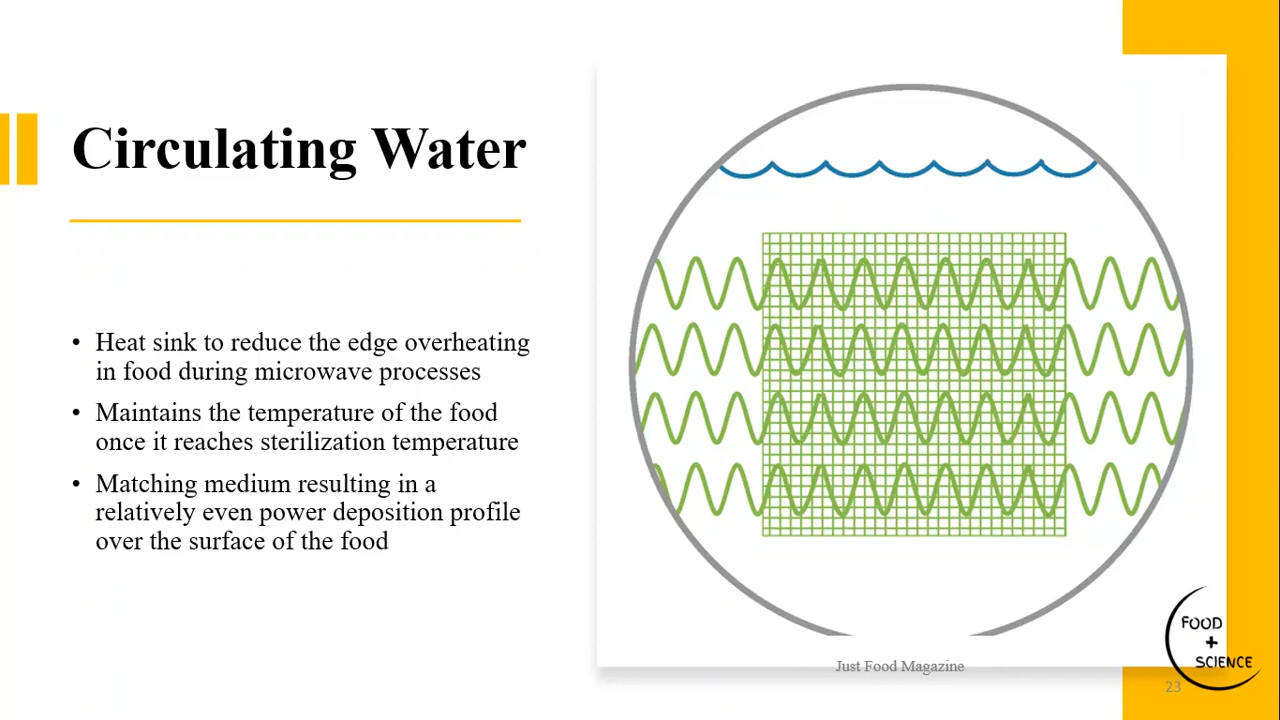 Circulating Water
• Heat sink to reduce the edge overheating
in food during microwave processes
• Maintains the temperature of the food
once it reaches sterilization temperature
• Matching medium resulting in a
relatively even power deposition profile
over the surface of the food
Just Food Magazine
FOOD
+
SCIENCE
23